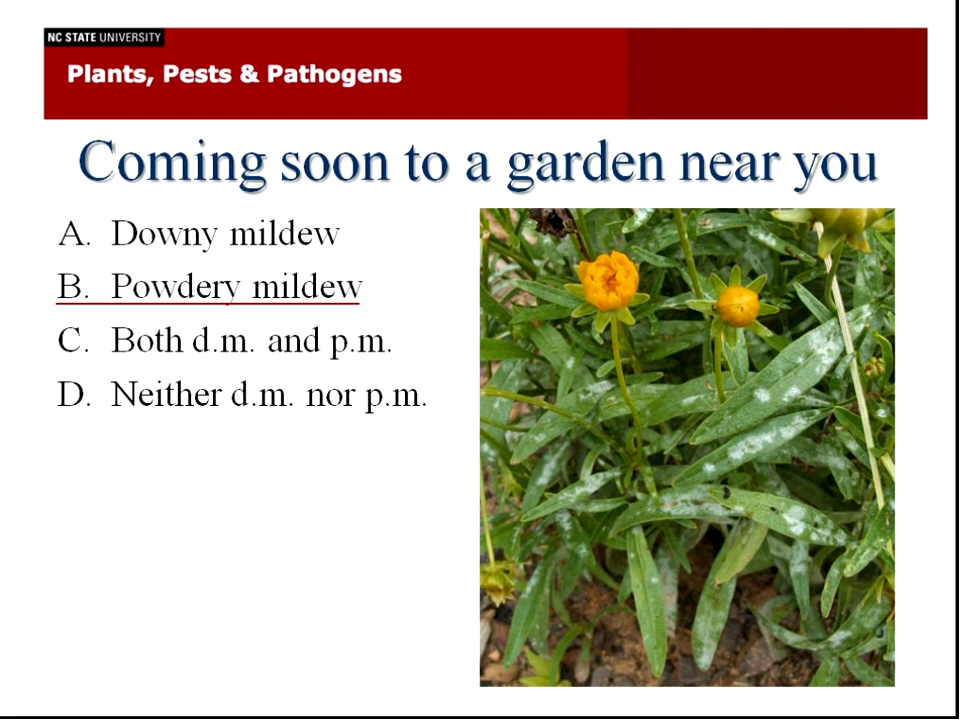 NC STATE UNIVERSITY
Plants, Pests & Pathogens
Coming soon to a garden near you
A. Downy mildew
B. Powdery mildew
C. Both d.m. and p.m.
D. Neither d.m. nor p.m.